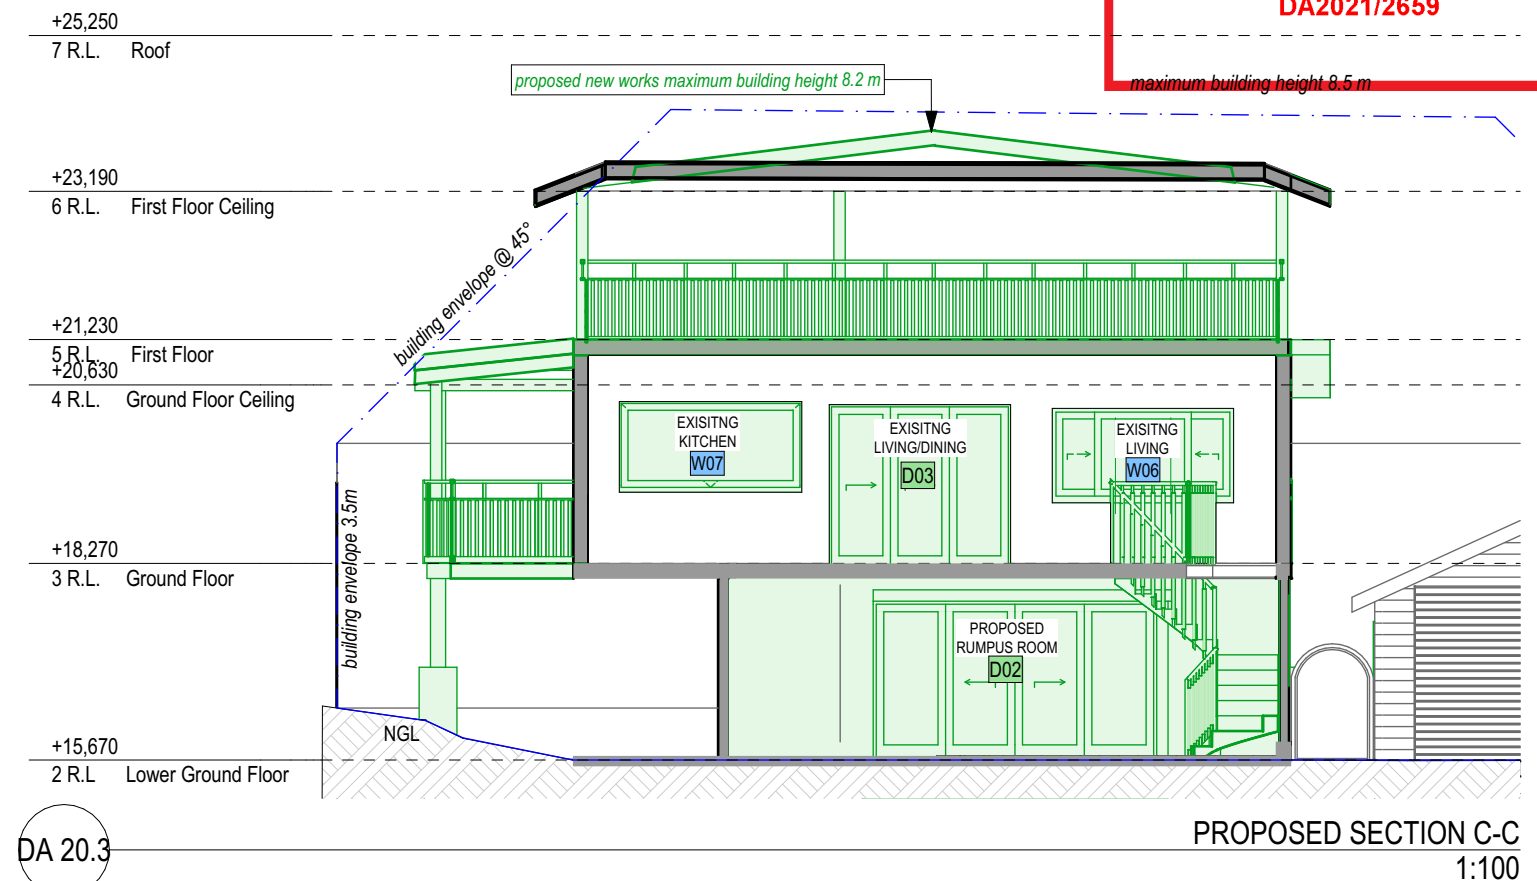 DA2021/2659
+25,250
7 R.L. Roof
proposed new works maximum building height 8.2 m
maximum building height 8.5 m
+23,190
6 R.L. First Floor Ceiling
building envelope @ 45°
+21,230
5 R.L. First Floor
+20,630
4 R.L. Ground Floor Ceiling
EXISITNG
KITCHEN
W07
EXISITNG
LIVING/DINING
D03
EXISITNG
LIVING
W06
building envelope 3.5m
+18,270
3 R.L. Ground Floor
PROPOSED
RUMPUS ROOM
D02
NGL
+15,670
2 R.L Lower Ground Floor
DA 20.3
PROPOSED SECTION C-C
1:100